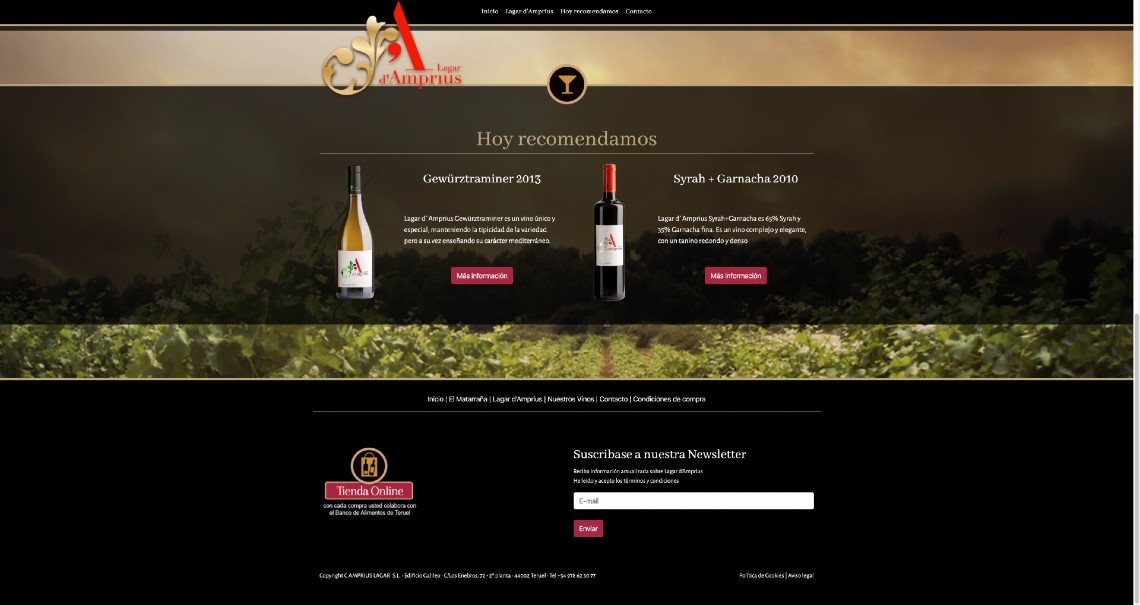 Inicio Lagar d'Amprius Hoy recomendamos Contacto
A
Lagar
d'Amprius
Hoy recomendamos
Gewürztraminer 2013
Lagar d´Amprius Gewürztraminer es un vino único y
especial, manteniendo la tipicidad de la variedad
pero a su vez enseñando su carácter mediterráneo.
Más información
Syrah + Garnacha 2010
Lagar d´Amprius Syrah+Garnacha es 65% Syrah y
35% Garnacha fina. Es un vino complejo y elegante,
con un tanino redondo y denso
Más información
Inicio | El Matarraña | Lagar d'Amprius | Nuestros Vinos | Contacto | Condiciones de compra
Tienda Online
con cada compra usted colabora con
el Banco de Alimentos de Teruel
Suscribase a nuestra Newsletter
Reciba información actualizada sobre Lagar d'Amprius
He leído y acepto los términos y condiciones
E-mail
Enviar
Copyright © AMPRIUS LAGAR. S.L. · Edificio Galileo · C/Los Enebros, 72 · 2ª planta · 44002 Teruel · Tel +34 978 62 30 77
Política de Cookies | Aviso legal